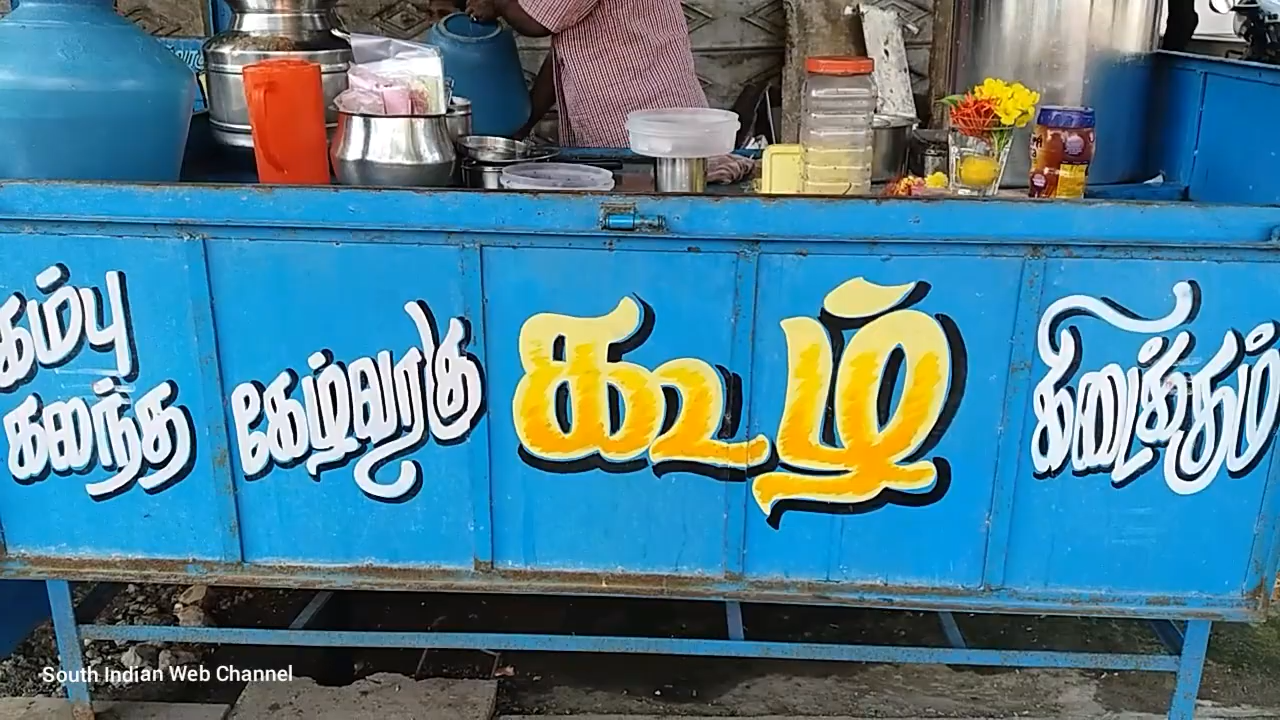 கம்பு
கலந்த
கேழ்வரகு
கூழ்
கிடைக்கும்
South Indian Web Channel